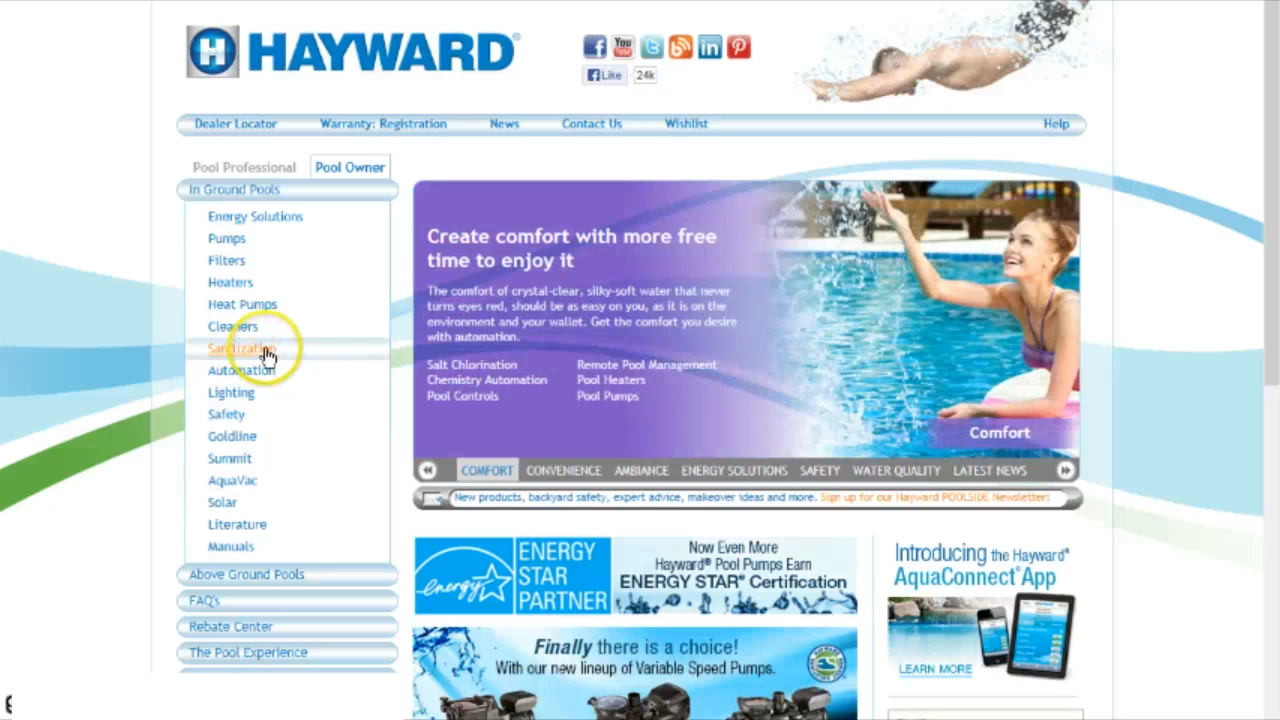 H HAYWARD®
You
Tube
in
Like 24k
Dealer Locator Warranty: Registration News Contact Us Wishlist Help
Pool Professional Pool Owner
In Ground Pools
Energy Solutions
Pumps
Filters
Heaters
Heat Pumps
Cleaners
Sanitization
Automation
Lighting
Safety
Goldline
Summit
AquaVac
Solar
Literature
Manuals
Above Ground Pools
FAQ's
Rebate Center
The Pool Experience
Create comfort with more free
time to enjoy it
The comfort of crystal-clear, silky-soft water that never
turns eyes red, should be as easy on you, as it is on the
environment and your wallet. Get the comfort you desire
with automation.
Salt Chlorination Remote Pool Management
Chemistry Automation Pool Heaters
Pool Controls Pool Pumps
Comfort
COMFORT CONVENIENCE AMBIANCE ENERGY SOLUTIONS SAFETY WATER QUALITY LATEST NEWS
New products, backyard safety, expert advice, makeover ideas and more. Sign up for our Hayward POOLSIDE Newsletter!
energy
ENERGY
STAR
PARTNER
Now Even More
Hayward® Pool Pumps Earn
ENERGY STAR® Certification
Finally there is a choice!
With our new lineup of Variable Speed Pumps.
Introducing the Hayward®
AquaConnect® App
LEARN MORE